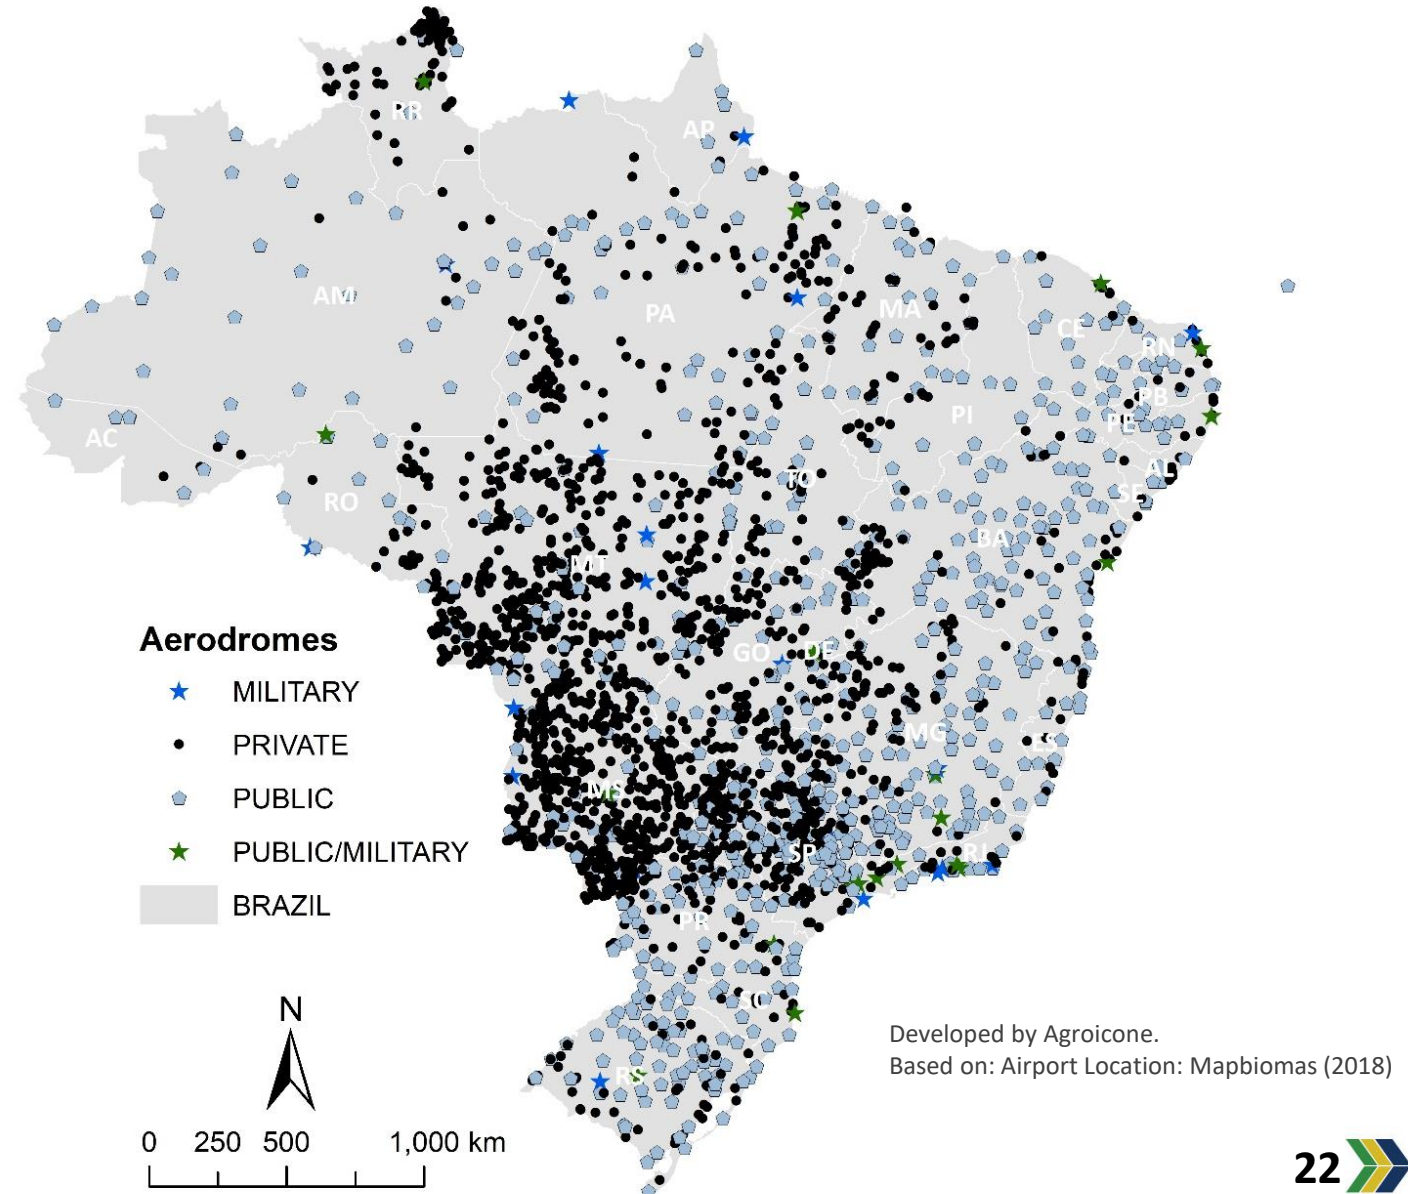 RR
AP
AM
PA
MA
CE
RN
PB
PE
PI
AC
AL
TO
SE
RO
BA
MT
GO
DF
MG
ES
MS
SP
RJ
PR
SC
RS
Aerodromes
MILITARY
PRIVATE
PUBLIC
PUBLIC/MILITARY
BRAZIL
N
0 250 500 1,000 km
Developed by Agroicone.
Based on: Airport Location: Mapbiomas (2018)
22